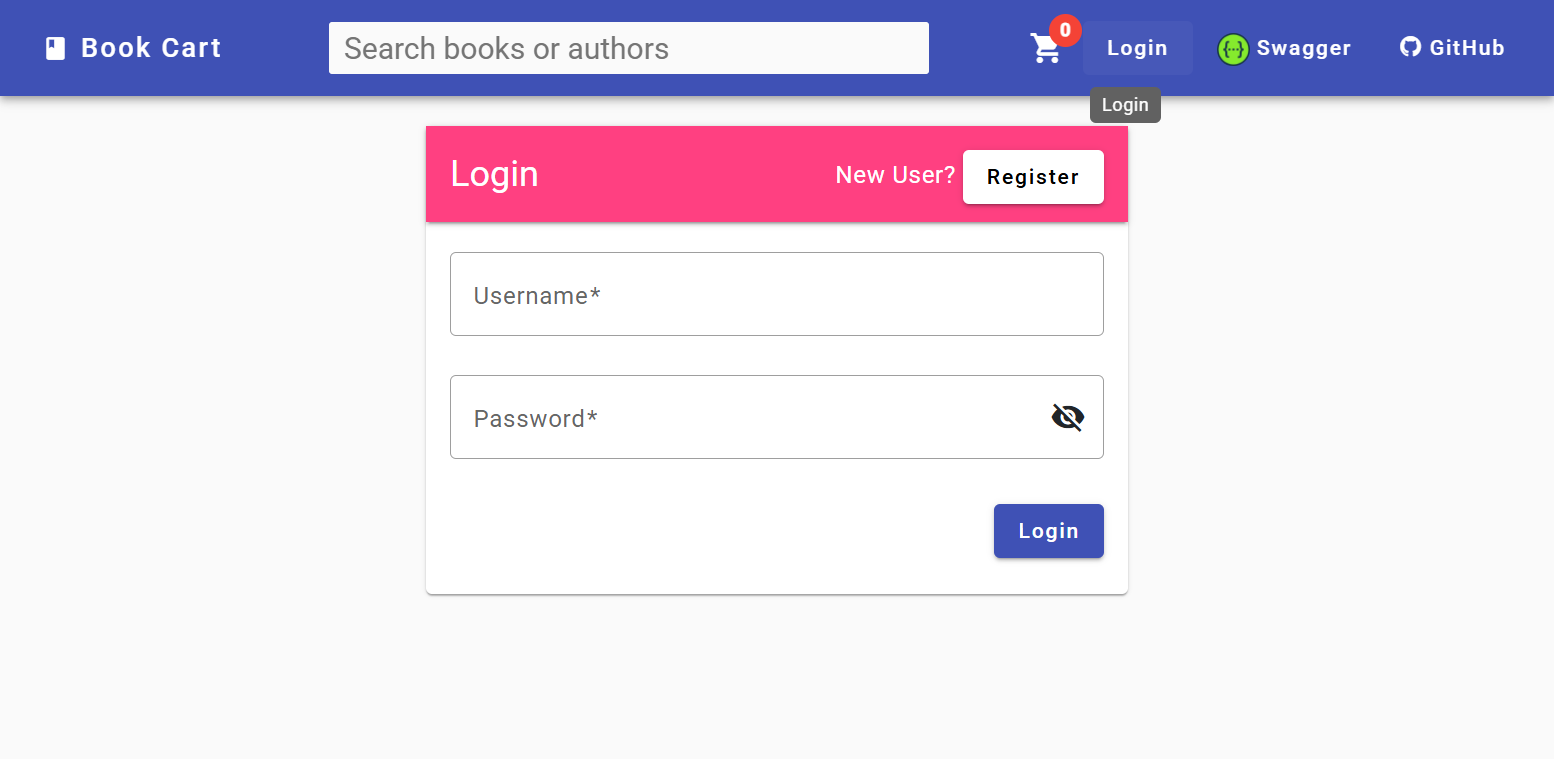 Book Cart
Search books or authors
0
Login
Swagger
GitHub
Login
Login
New User?
Register
Username*
Password*
Login